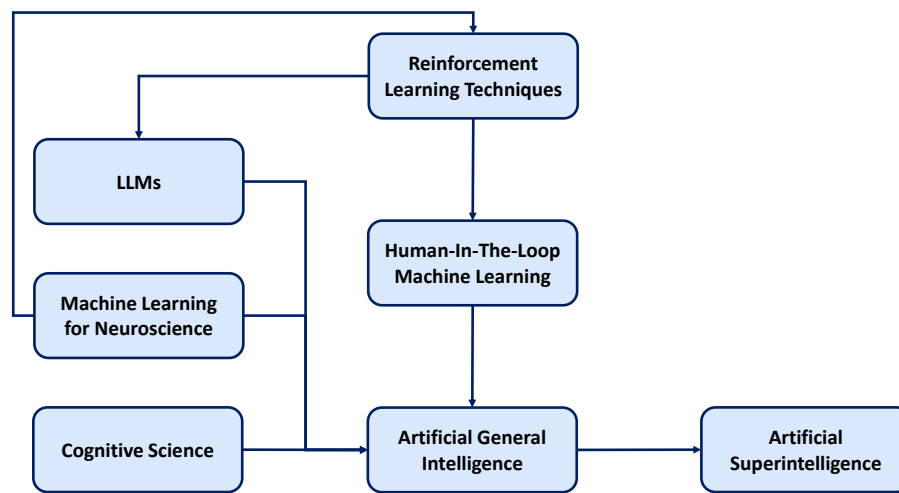 Reinforcement
Learning Techniques
LLMs
Human-In-The-Loop
Machine Learning
Machine Learning
for Neuroscience
Cognitive Science
Artificial General
Intelligence
Artificial
Superintelligence